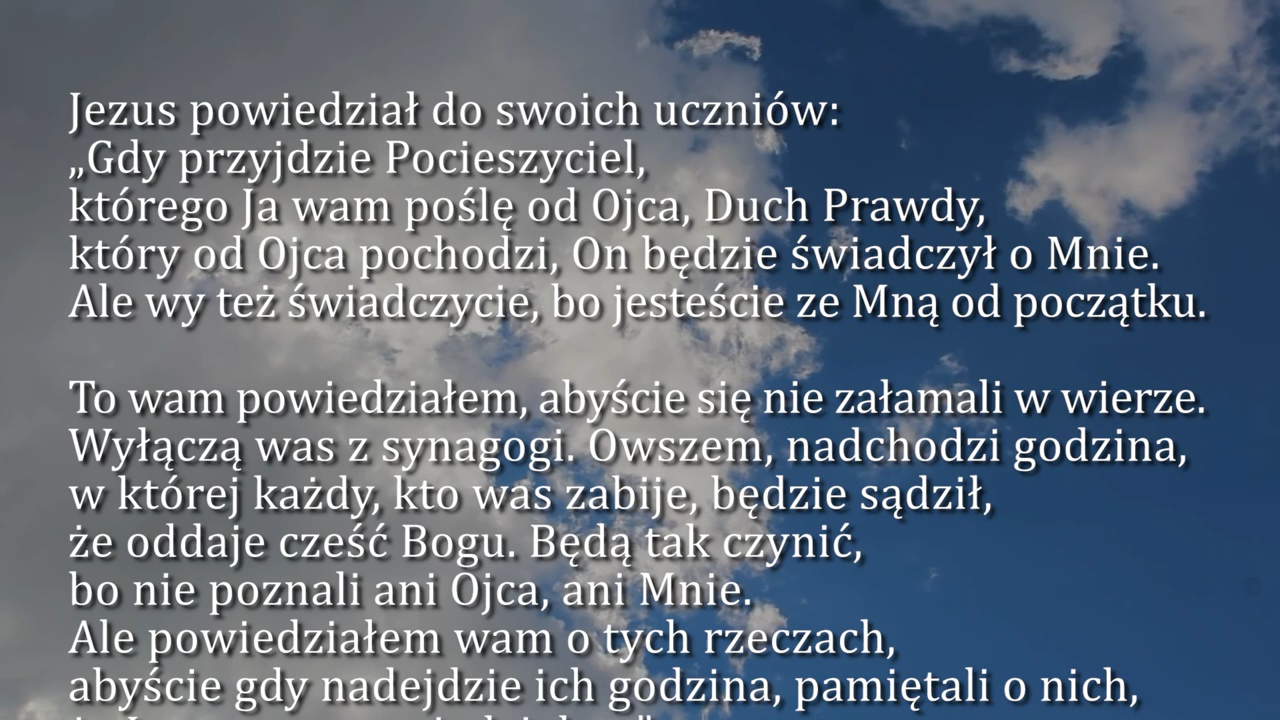 Jezus powiedział do swoich uczniów:
„Gdy przyjdzie Pocieszyciel,
którego Ja wam poślę od Ojca, Duch Prawdy,
który od Ojca pochodzi, On będzie świadczył o Mnie.
Ale wy też świadczycie, bo jesteście ze Mną od początku.
To wam powiedziałem, abyście się nie załamali w wierze.
Wyłączą was z synagogi. Owszem, nadchodzi godzina,
w której każdy, kto was zabije, będzie sądził,
że oddaje cześć Bogu. Będą tak czynić,
bo nie poznali ani Ojca, ani Mnie.
Ale powiedziałem wam o tych rzeczach,
abyście gdy nadejdzie ich godzina, pamiętali o nich,